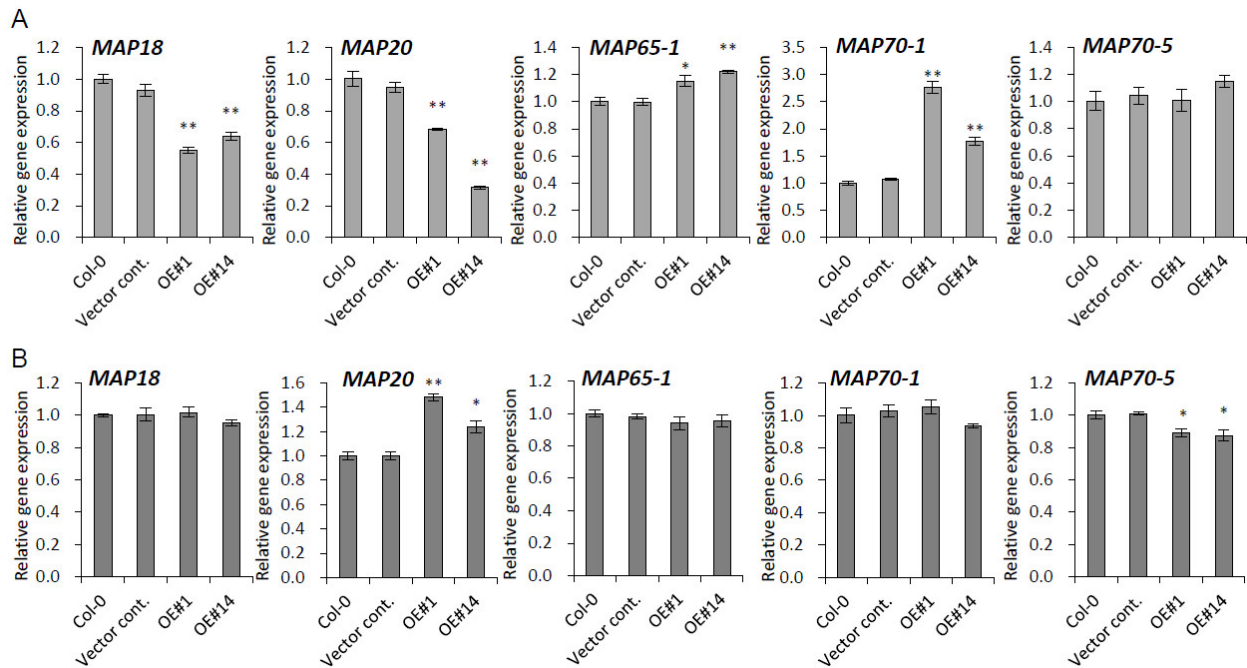 A
MAP18
MAP20
MAP65-1
MAP70-1
MAP70-5
Relative gene expression
1.2
1.0
0.8
0.6
0.4
0.2
0.0
**
**
Col-0
Vector cont.
OE#1
OE#14
Relative gene expression
1.2
1.0
0.8
0.6
0.4
0.2
0.0
**
**
Col-0
Vector cont.
OE#1
OE#14
Relative gene expression
1.4
1.2
1.0
0.8
0.6
0.4
0.2
0.0
*
**
Col-0
Vector cont.
OE#1
OE#14
Relative gene expression
3.5
3.0
2.5
2.0
1.5
1.0
0.5
0.0
**
**
Col-0
Vector cont.
OE#1
OE#14
Relative gene expression
1.4
1.2
1.0
0.8
0.6
0.4
0.2
0.0
Col-0
Vector cont.
OE#1
OE#14
B
MAP18
MAP20
MAP65-1
MAP70-1
MAP70-5
Relative gene expression
1.2
1.0
0.8
0.6
0.4
0.2
0.0
Col-0
Vector cont.
OE#1
OE#14
Relative gene expression
1.6
1.4
1.2
1.0
0.8
0.6
0.4
0.2
0.0
**
*
Col-0
Vector cont.
OE#1
OE#14
Relative gene expression
1.2
1.0
0.8
0.6
0.4
0.2
0.0
Col-0
Vector cont.
OE#1
OE#14
Relative gene expression
1.2
1.0
0.8
0.6
0.4
0.2
0.0
Col-0
Vector cont.
OE#1
OE#14
Relative gene expression
1.2
1.0
0.8
0.6
0.4
0.2
0.0
*
*
Col-0
Vector cont.
OE#1
OE#14